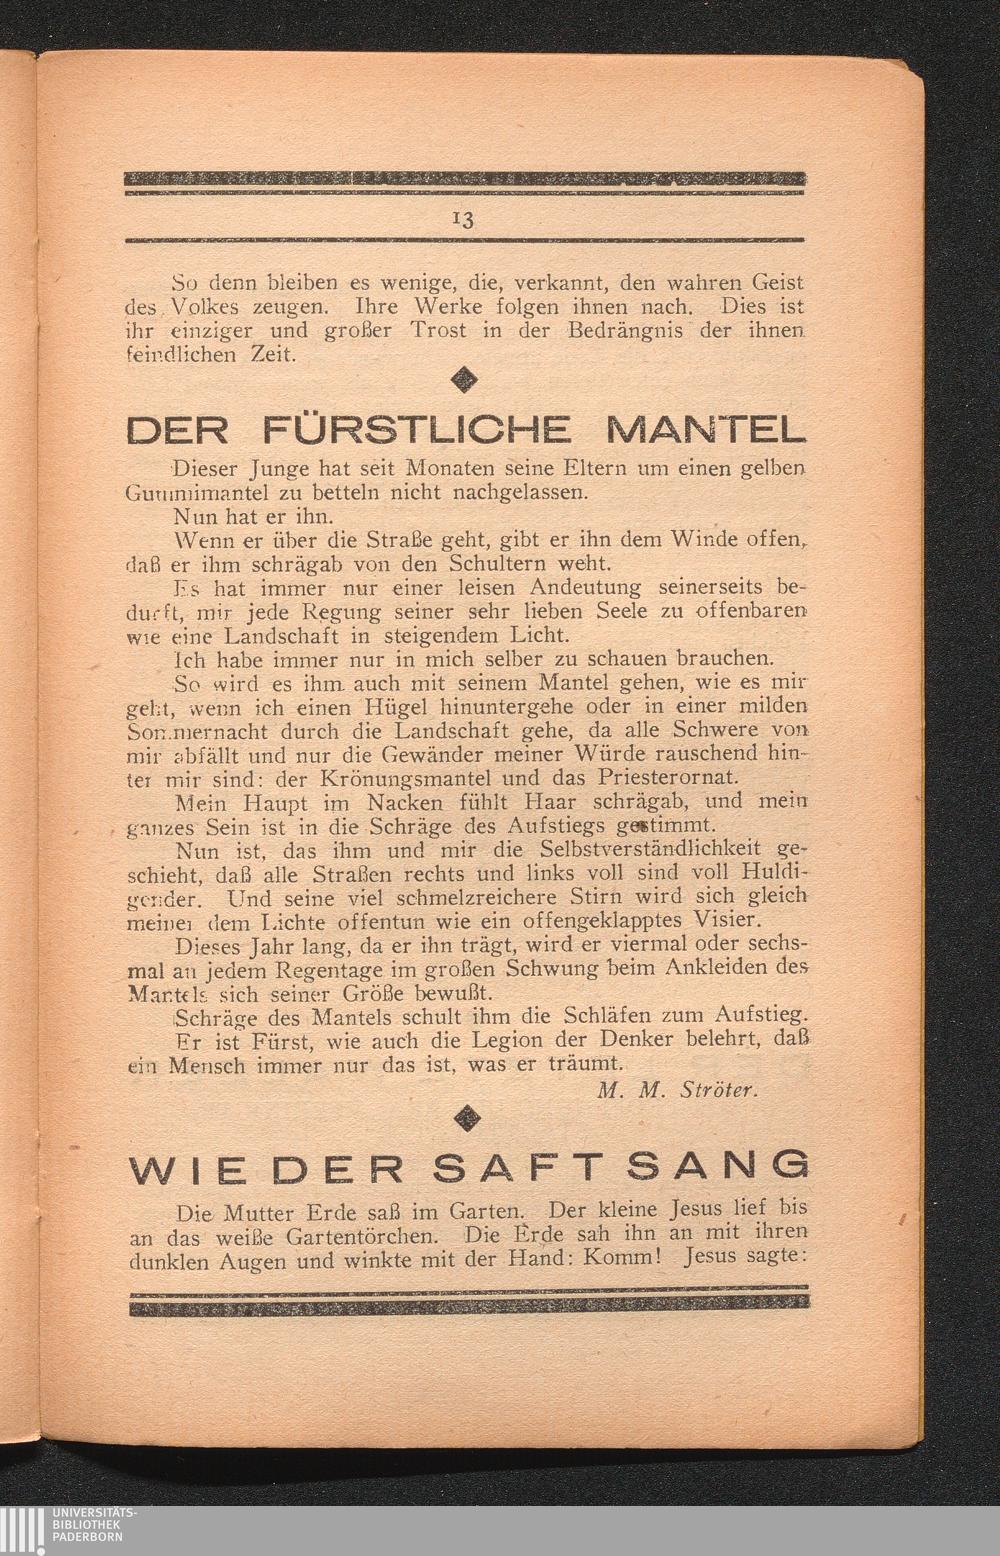 13
So denn bleiben es wenige, die, verkannt, den wahren Geist
des Volkes zeugen. Ihre Werke folgen ihnen nach. Dies ist
ihr einziger und großer Trost in der Bedrängnis der ihnen
feindlichen Zeit.
DER FÜRSTLICHE MANTEL
Dieser Junge hat seit Monaten seine Eltern um einen gelben
Gummimantel zu betteln nicht nachgelassen.
Nun hat er ihn.
Wenn er über die Straße geht, gibt er ihn dem Winde offen,
daß er ihm schrägab von den Schultern weht.
Es hat immer nur einer leisen Andeutung seinerseits be-
durft, mir jede Regung seiner sehr lieben Seele zu offenbaren
wie eine Landschaft in steigendem Licht.
Ich habe immer nur in mich selber zu schauen brauchen.
So wird es ihm auch mit seinem Mantel gehen, wie es mir
geht, wenn ich einen Hügel hinuntergehe oder in einer milden
Sommernacht durch die Landschaft gehe, da alle Schwere von
mir abfällt und nur die Gewänder meiner Würde rauschend hin-
ter mir sind: der Krönungsmantel und das Priesterornat.
Mein Haupt im Nacken fühlt Haar schrägab, und mein
ganzes Sein ist in die Schräge des Aufstiegs gestimmt.
Nun ist, das ihm und mir die Selbstverständlichkeit ge-
schieht, daß alle Straßen rechts und links voll sind voll Huldi-
gender. Und seine viel schmelzreichere Stirn wird sich gleich
meiner dem Lichte offentun wie ein offengeklapptes Visier.
Dieses Jahr lang, da er ihn trägt, wird er viermal oder sechs-
mal an jedem Regentage im großen Schwung beim Ankleiden des
Mantels sich seiner Größe bewußt.
Schräge des Mantels schult ihm die Schläfen zum Aufstieg.
Er ist Fürst, wie auch die Legion der Denker belehrt, daß
ein Mensch immer nur das ist, was er träumt.
M. M. Ströter.
WIE DER SAFT SANG
Die Mutter Erde saß im Garten. Der kleine Jesus lief bis
an das weiße Gartentörchen. Die Erde sah ihn an mit ihren
dunklen Augen und winkte mit der Hand: Komm! Jesus sagte:
UNIVERSITÄTS-
BIBLIOTHEK
PADERBORN